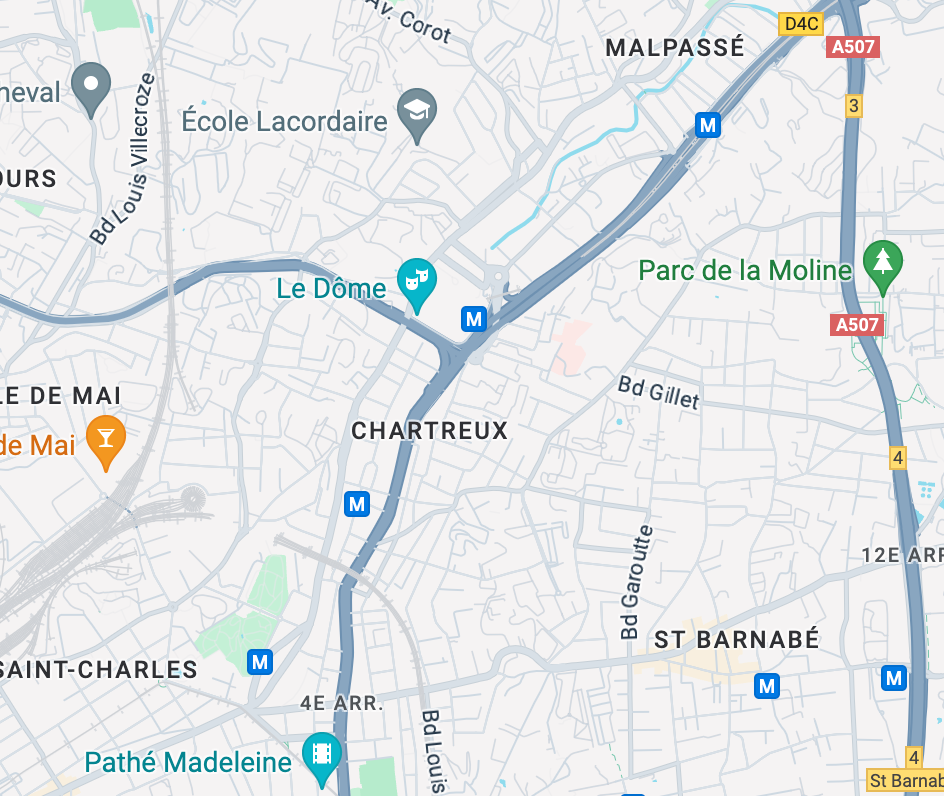 Av. Corot
D4C
MALPASSÉ
A507
neval
Bd Louis Villecroze
3
École Lacordaire
M
OURS
Parc de la Moline
Le Dôme
M
A507
LE DE MAI
Bd Gillet
CHARTREUX
de Mai
4
M
Bd Garoutte
12E ARR
ST BARNABÉ
M
SAINT-CHARLES
M
M
4E ARR.
Bd Louis
Pathé Madeleine
4
St Barnab